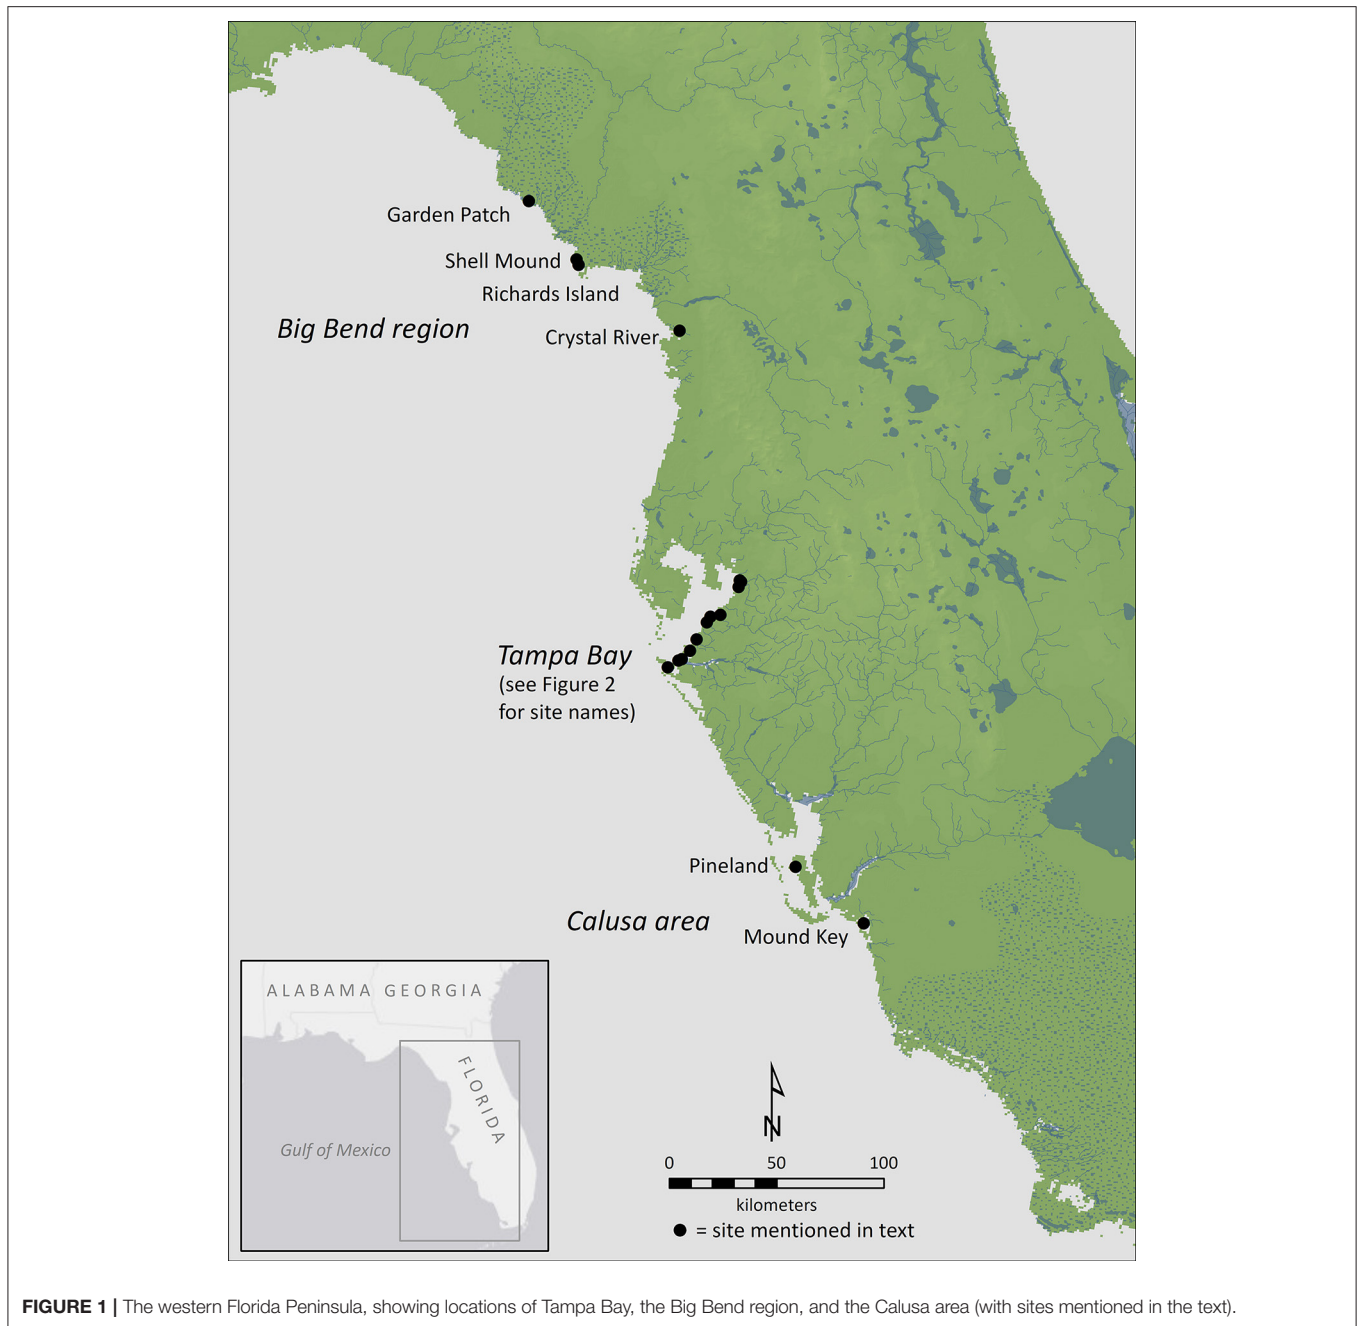 Garden Patch
Shell Mound
Richards Island
Big Bend region
Crystal River
Tampa Bay
(see Figure 2
for site names)
Pineland
Calusa area
Mound Key
ALABAMA GEORGIA
FLORIDA
Gulf of Mexico
N
0 50 100
kilometers
= site mentioned in text
FIGURE 1 | The western Florida Peninsula, showing locations of Tampa Bay, the Big Bend region, and the Calusa area (with sites mentioned in the text).